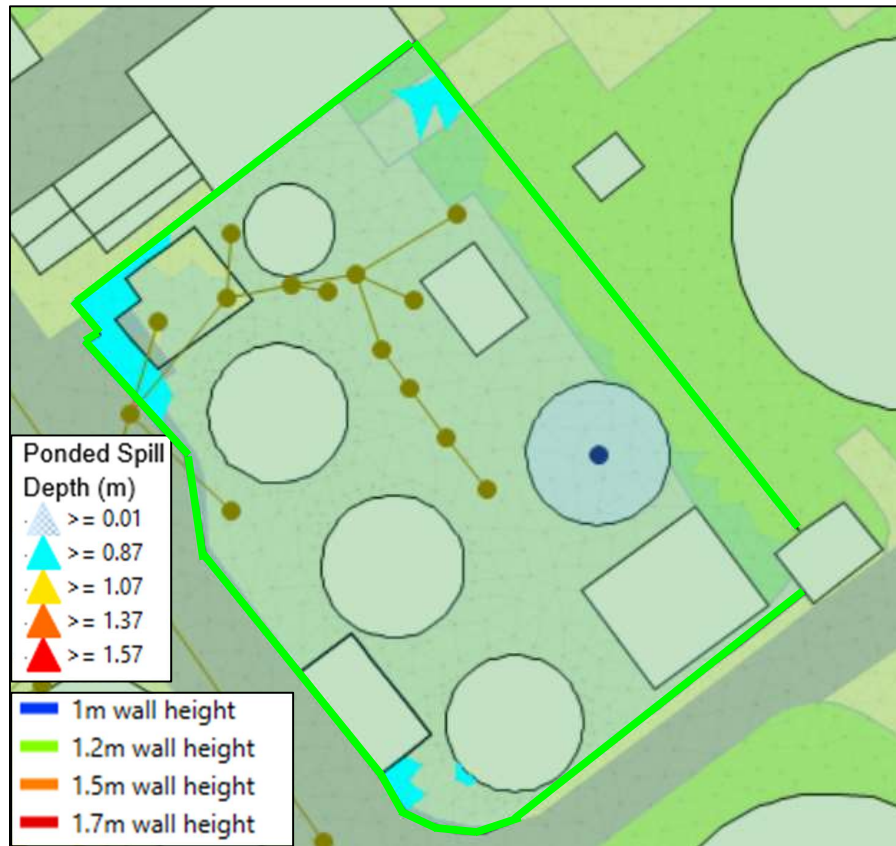 Ponded Spill
Depth (m)
>= 0.01
>= 0.87
>= 1.07
>= 1.37
>= 1.57
1m wall height
1.2m wall height
1.5m wall height
1.7m wall height